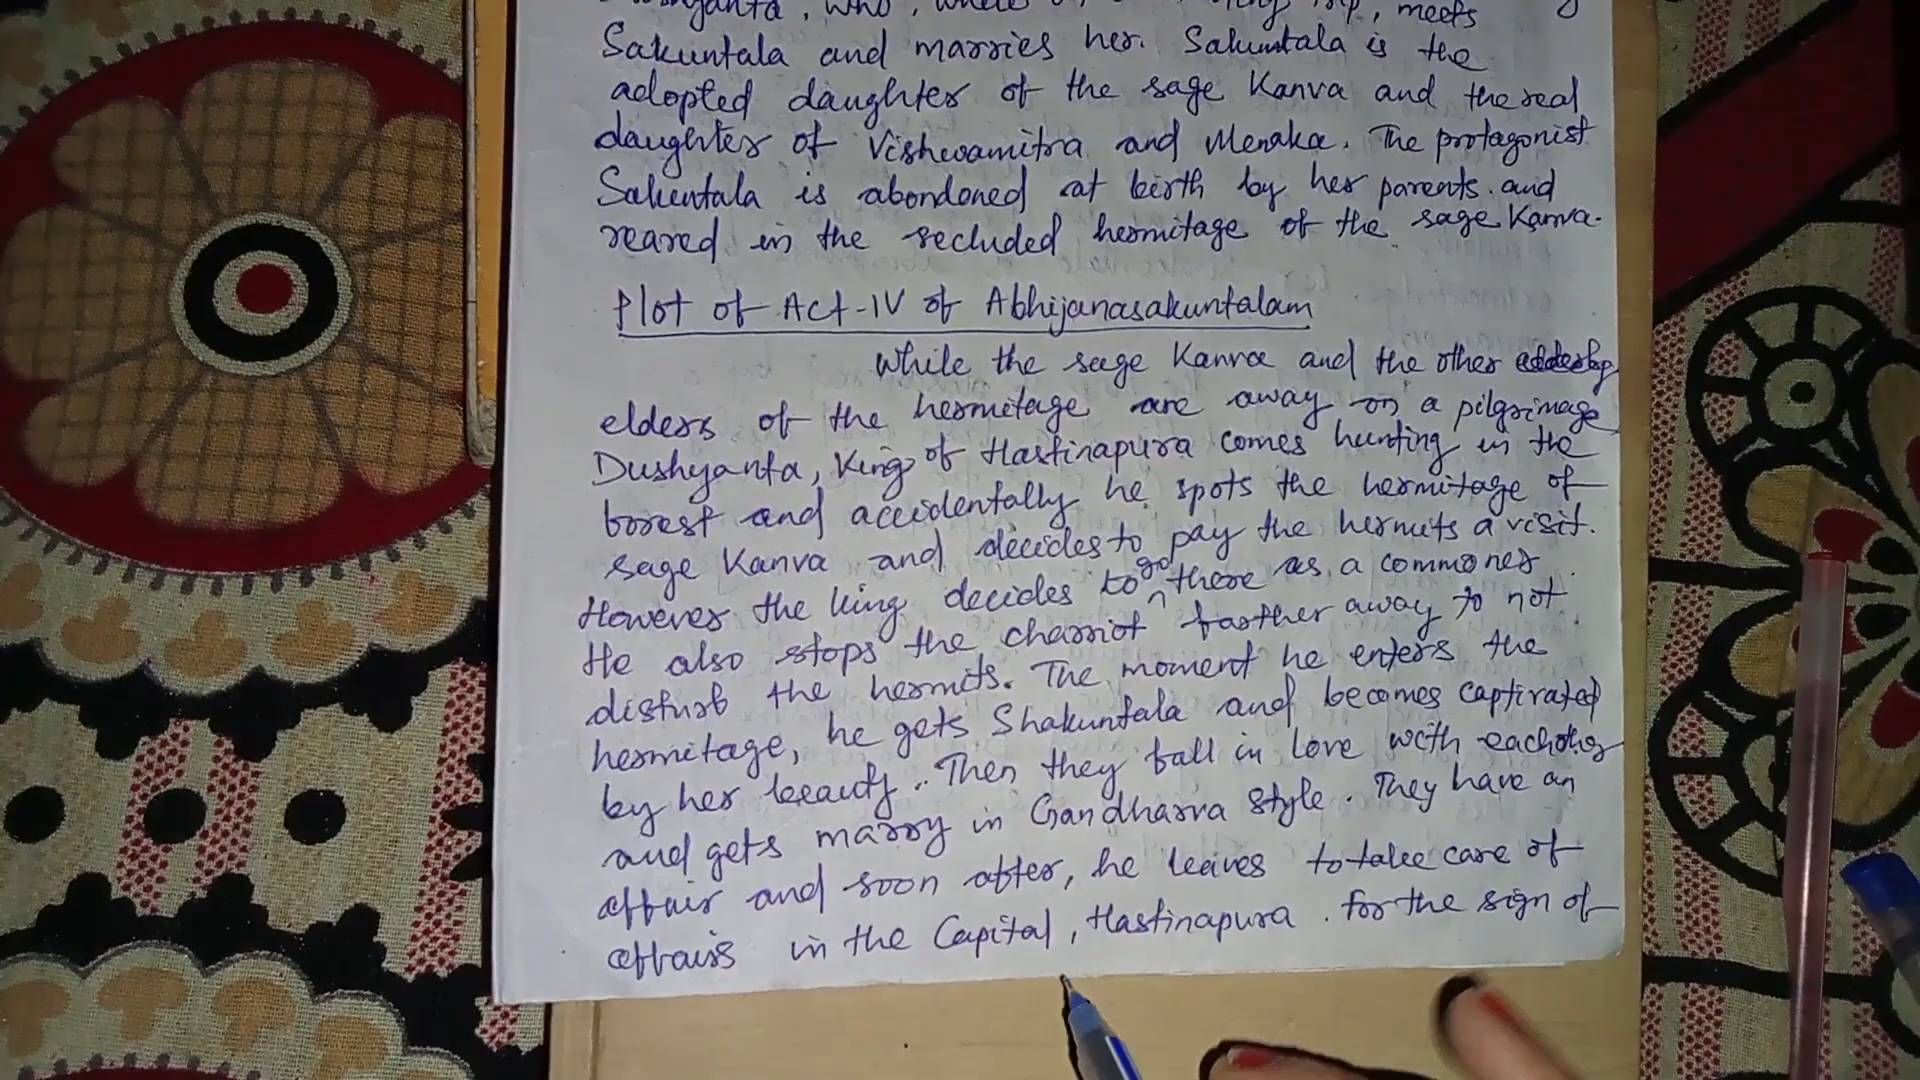 meets
Sakuntala and marries her. Sakuntala is the
adopted daughter of the sage Kanva and the real
daughter of Vishwamitra and Menaka. The protagonist
Sakuntala is abondoned at birth by her parents. and
reared in the secluded hermitage of the sage Kanva.
Plot of Act-IV of Abhijanasakuntalam
While the sage Kanva and the other
elders of the hermitage are away on a pilgrimage
Dushyanta, King of Hastinapura comes hunting in the
forest and accidentally he spots the hermitage of
sage Kanva and decides to pay the hermits a visit.
However the king decides to go there as a commoner.
He also stops the charriot farther away to not
disturb the hermits. The moment he enters the
hermitage, he gets Shakuntala and becomes captivated
by her beauty. Then they fall in love with eachother
and gets marry in Gandharva style. They have an
affair and soon after, he leaves to take care of
affairs in the Capital, Hastinapura. for the sign of